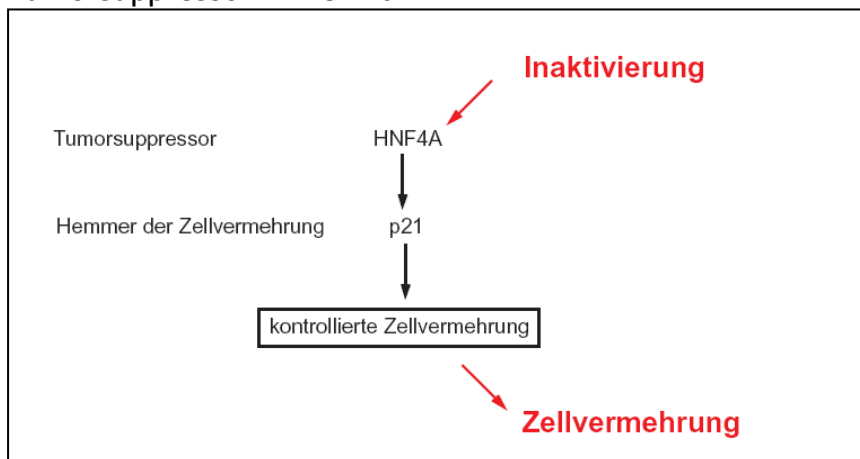 Inaktivierung
Tumorsuppressor HNF4A
Hemmer der Zellvermehrung p21
kontrollierte Zellvermehrung
Zellvermehrung